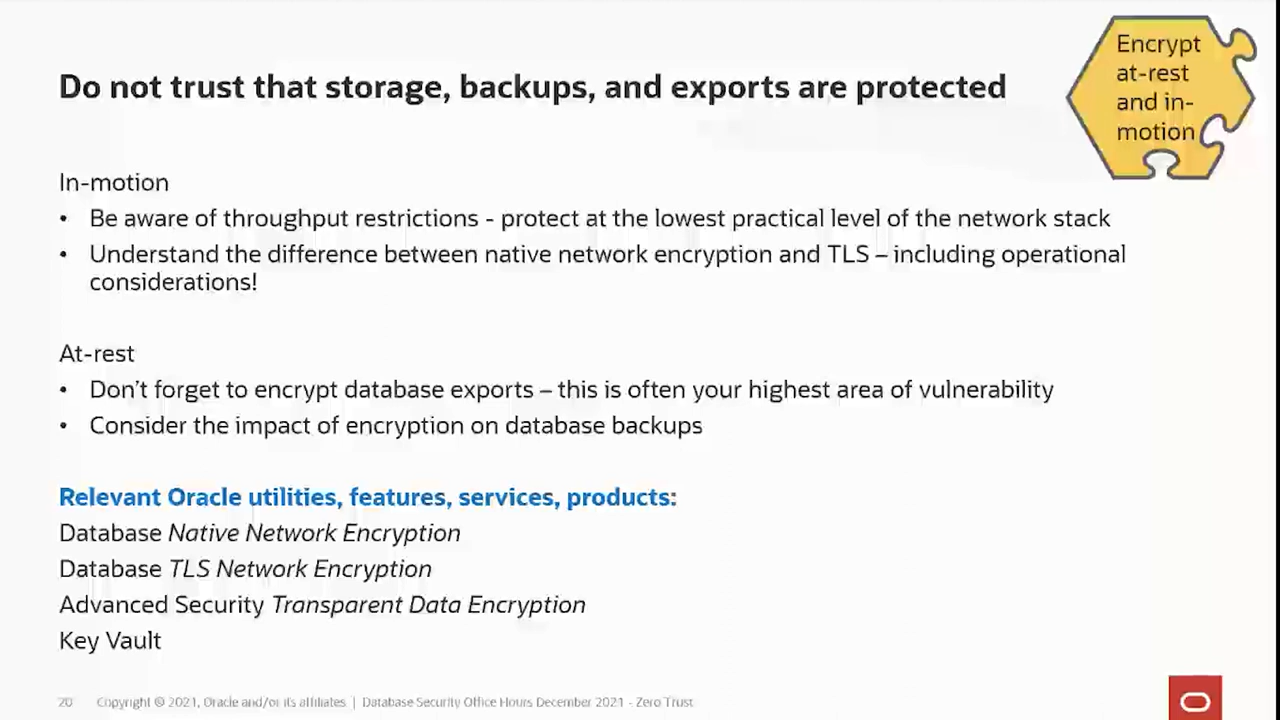 Do not trust that storage, backups, and exports are protected
Encrypt
at-rest
and in-
motion
In-motion
• Be aware of throughput restrictions - protect at the lowest practical level of the network stack
• Understand the difference between native network encryption and TLS – including operational
considerations!
At-rest
• Don't forget to encrypt database exports – this is often your highest area of vulnerability
• Consider the impact of encryption on database backups
Relevant Oracle utilities, features, services, products:
Database Native Network Encryption
Database TLS Network Encryption
Advanced Security Transparent Data Encryption
Key Vault
20 Copyright © 2021, Oracle and/or its affiliates | Database Security Office Hours December 2021 - Zero Trust